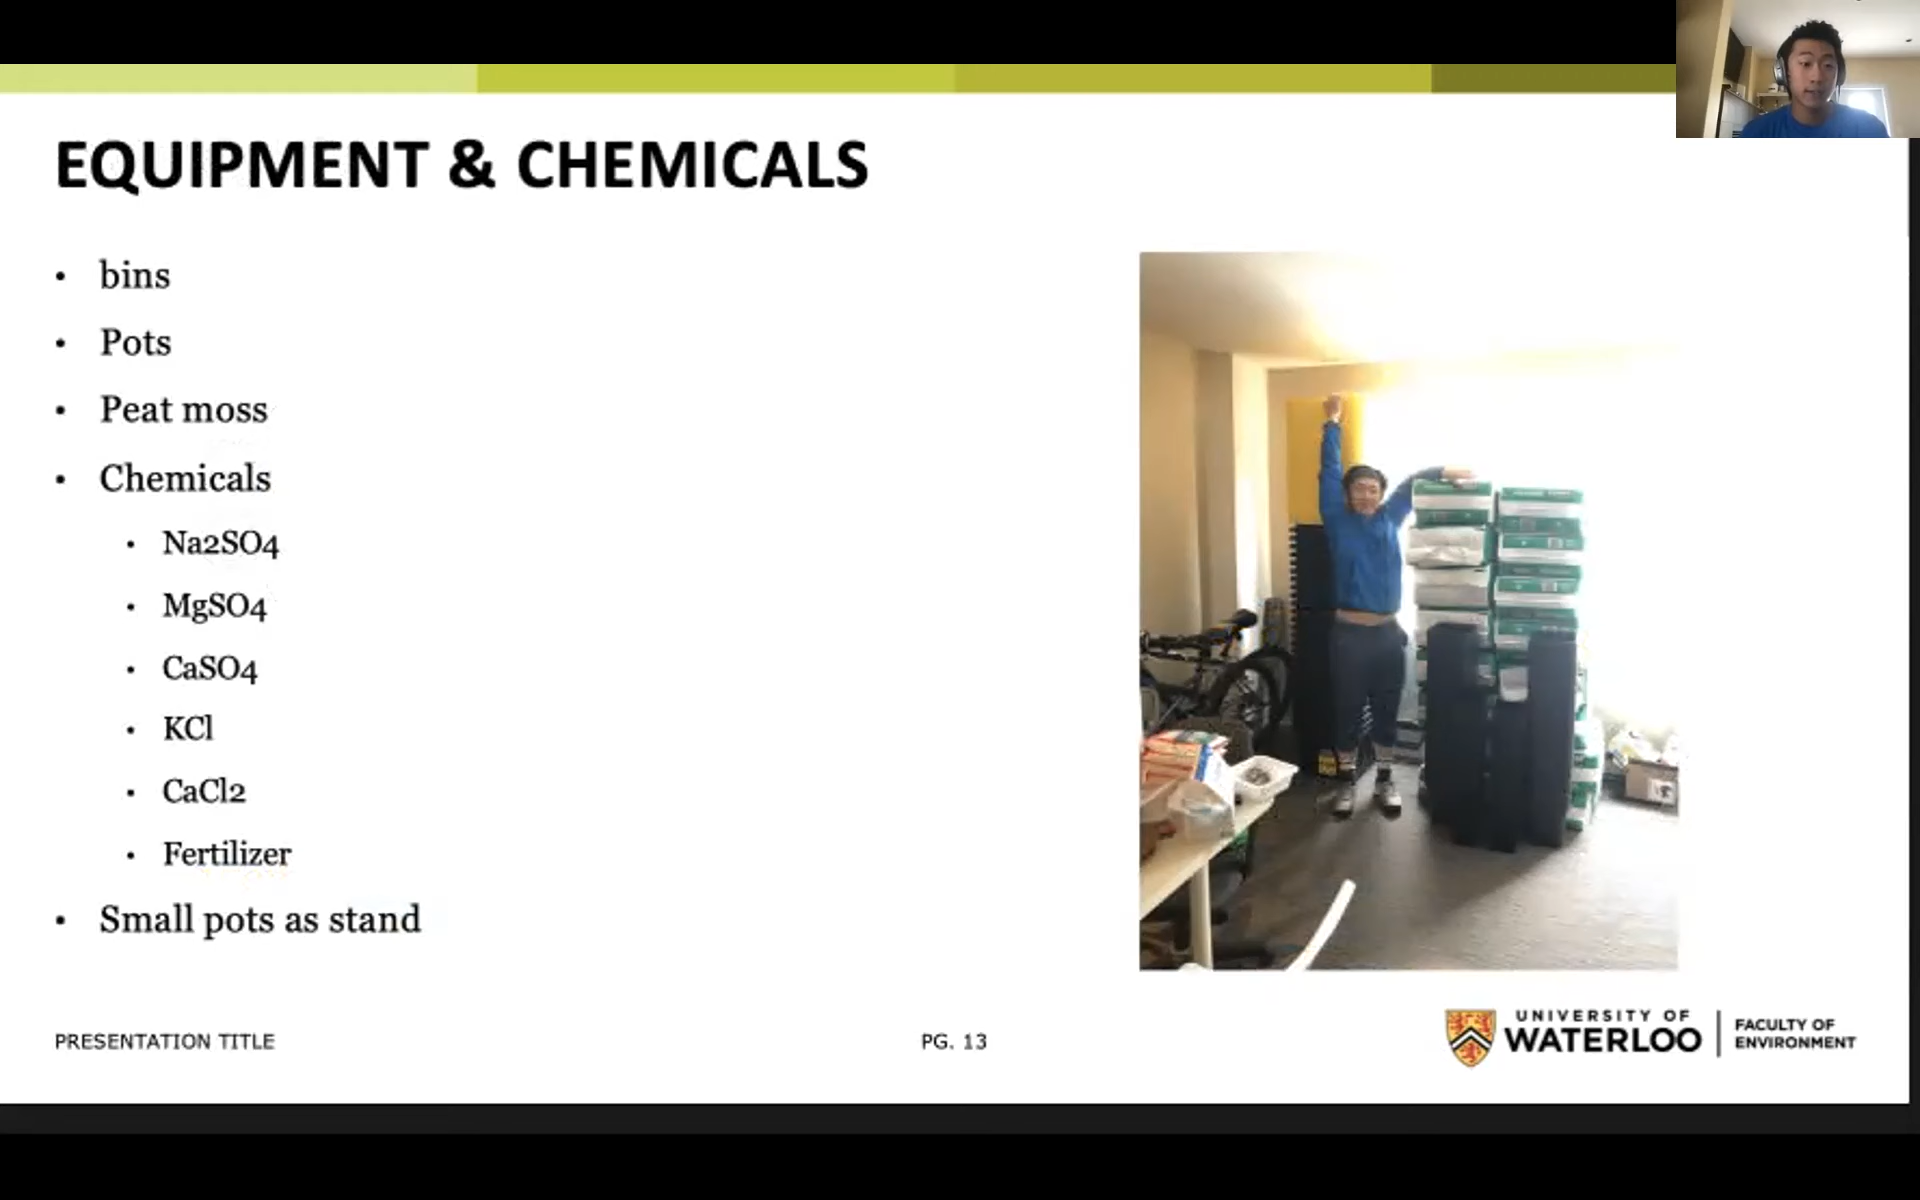 EQUIPMENT & CHEMICALS
• bins
• Pots
• Peat moss
• Chemicals
• Na2SO4
• MgSO4
• CaSO4
• KCl
• CaCl2
• Fertilizer
• Small pots as stand
PRESENTATION TITLE
PG. 13
UNIVERSITY OF
WATERLOO
FACULTY OF
ENVIRONMENT